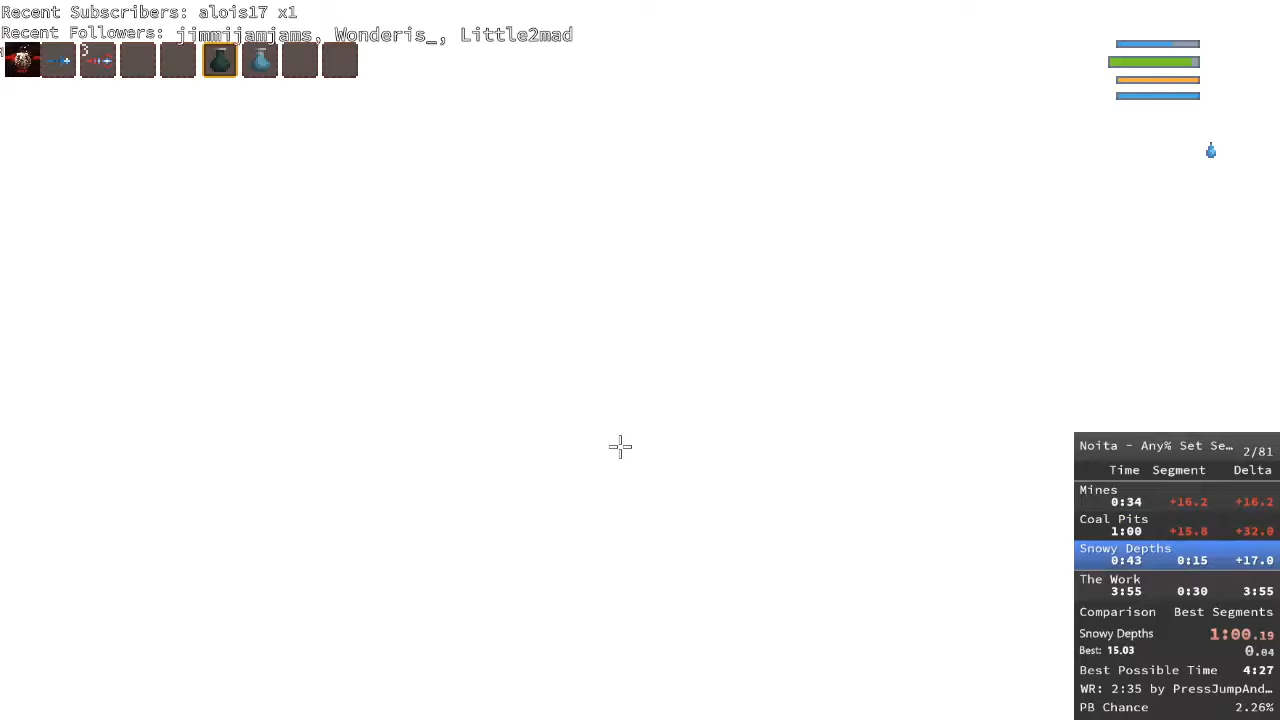 Recent Subscribers: alois17 x1
Recent Followers: jimmijamjams, Wonderis_, Little2mad
3
Noita - Any% Set Se… 2/81
Time Segment Delta
Mines
0:34 +16.2 +16.2
Coal Pits
1:00 +15.8 +32.0
Snowy Depths
0:43 0:15 +17.0
The Work
3:55 0:30 3:55
Comparison Best Segments
Snowy Depths 1:00.19
Best: 15.03 0.04
Best Possible Time 4:27
WR: 2:35 by PressJumpAnd…
PB Chance 2.26%